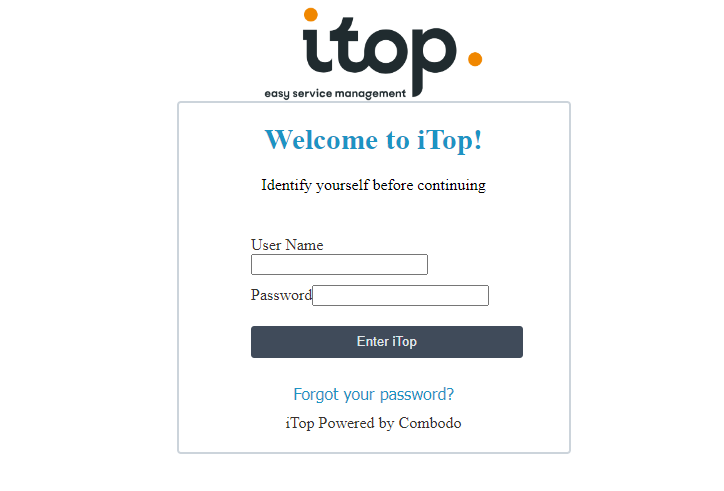 itop
easy service management
Welcome to iTop!
Identify yourself before continuing
User Name
Password
Enter iTop
Forgot your password?
iTop Powered by Combodo